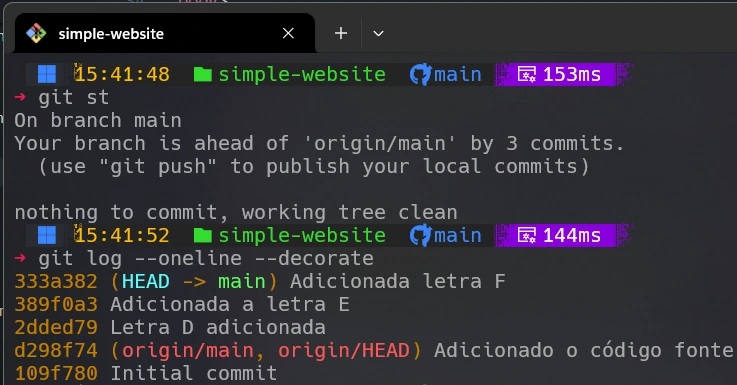 simple-website
15:41:48 simple-website main 153ms
➜ git st
On branch main
Your branch is ahead of 'origin/main' by 3 commits.
(use "git push" to publish your local commits)
nothing to commit, working tree clean
15:41:52 simple-website main 144ms
➜ git log --oneline --decorate
333a382 (HEAD -> main) Adicionada letra F
389f0a3 Adicionada a letra E
2dded79 Letra D adicionada
d298f74 (origin/main, origin/HEAD) Adicionado o código fonte
109f780 Initial commit